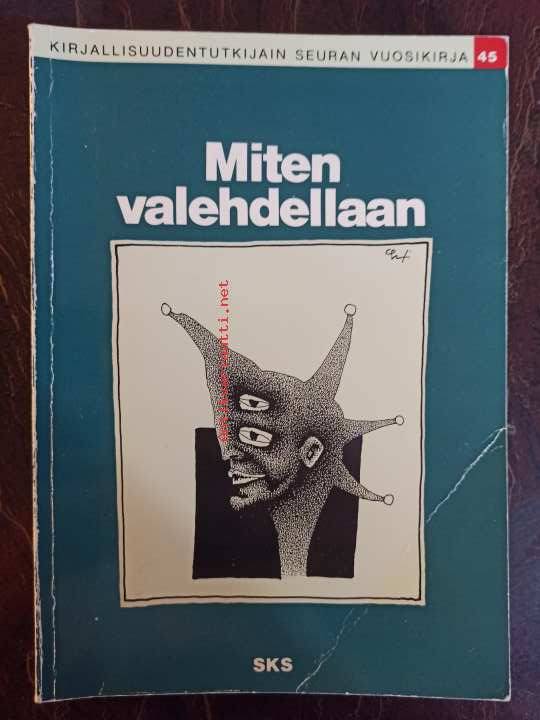 KIRJALLISUUDENTUTKIJAIN SEURAN VUOSIKIRJA 45
Miten
valehdellaan
SKS